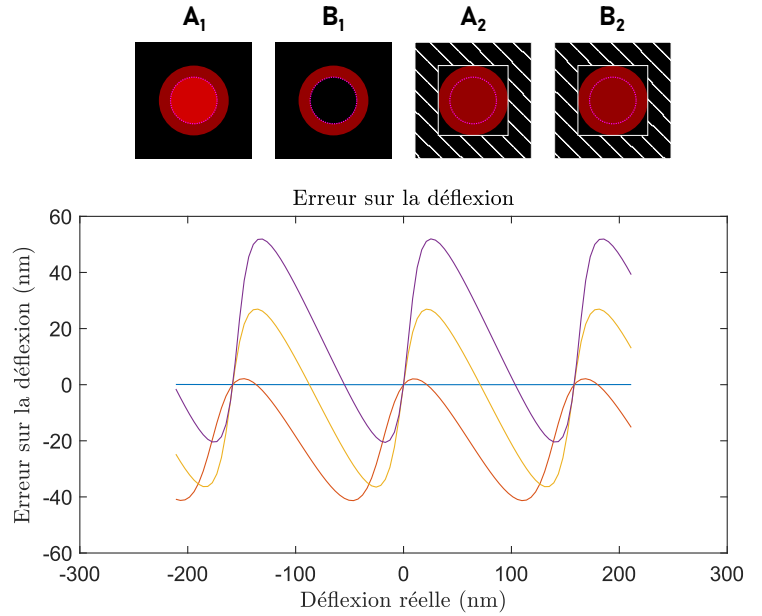 A₁ B₁ A₂ B₂
Erreur sur la déflexion
60
40
20
0
-20
-40
-60
Erreur sur la déflexion (nm)
-300 -200 -100 0 100 200 300
Déflexion réelle (nm)